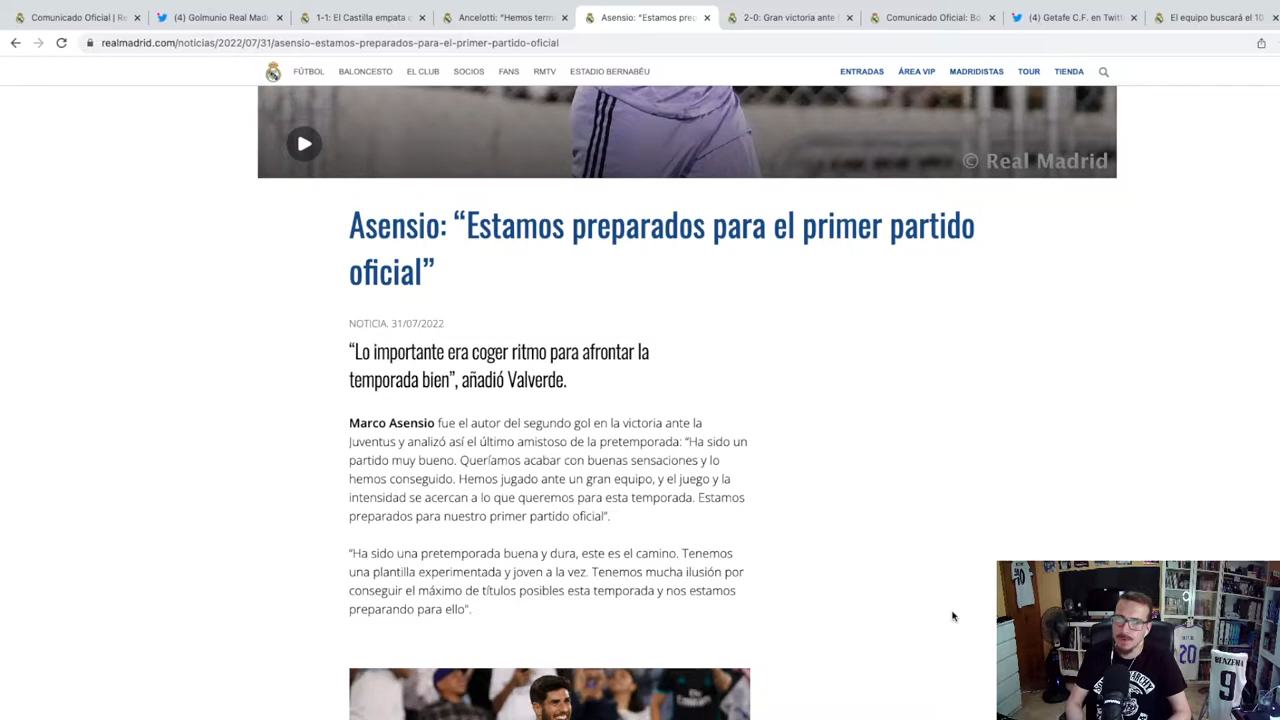 Comunicado Oficial | R
(4) Golmunio Real Mad
1-1: El Castilla empata c
Ancelotti: “Hemos term
Asensio: “Estamos prep
2-0: Gran victoria ante
Comunicado Oficial: Bo
(4) Getafe C.F. en Twitt
El equipo buscará el 10
realmadrid.com/noticias/2022/07/31/asensio-estamos-preparados-para-el-primer-partido-oficial
FÚTBOL BALONCESTO EL CLUB SOCIOS FANS RMTV ESTADIO BERNABÉU ENTRADAS ÁREA VIP MADRIDISTAS TOUR TIENDA
© Real Madrid
Asensio: “Estamos preparados para el primer partido
oficial”
NOTICIA. 31/07/2022
“Lo importante era coger ritmo para afrontar la
temporada bien”, añadió Valverde.
Marco Asensio fue el autor del segundo gol en la victoria ante la
Juventus y analizó así el último amistoso de la pretemporada: “Ha sido un
partido muy bueno. Queríamos acabar con buenas sensaciones y lo
hemos conseguido. Hemos jugado ante un gran equipo, y el juego y la
intensidad se acercan a lo que queremos para esta temporada. Estamos
preparados para nuestro primer partido oficial”.
“Ha sido una pretemporada buena y dura, este es el camino. Tenemos
una plantilla experimentada y joven a la vez. Tenemos mucha ilusión por
conseguir el máximo de títulos posibles esta temporada y nos estamos
preparando para ello”.
20
BENZEMA
9